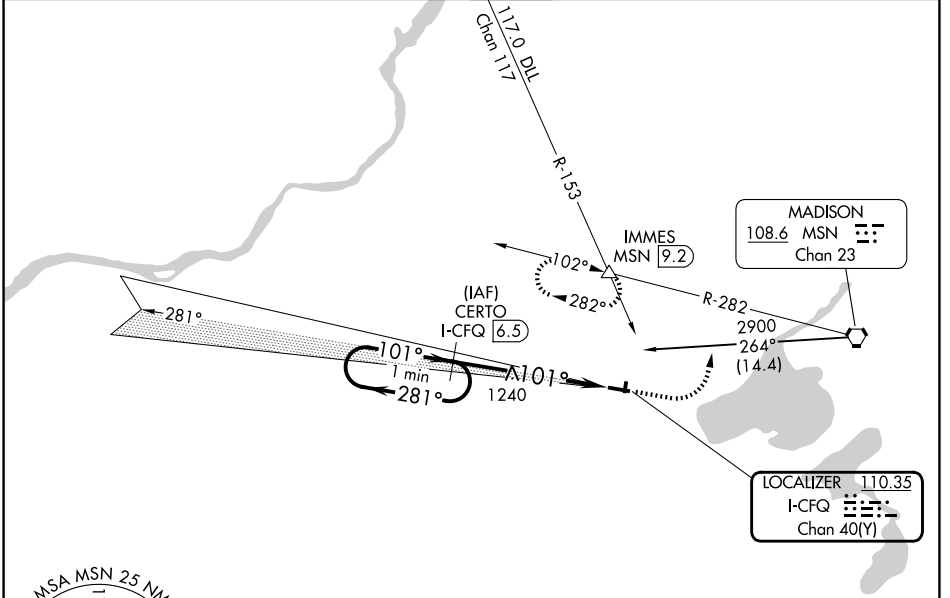 117.0 DLL
Chan 117
R-153
MADISON
108.6 MSN
Chan 23
IMMES
MSN 9.2
102°
282°
R-282
2900
264°
(14.4)
(IAF)
CERTO
I-CFQ 6.5
281°
101°
1 min
281°
101°
1240
LOCALIZER 110.35
I-CFQ
Chan 40(Y)
MSA MSN 25 NM
1